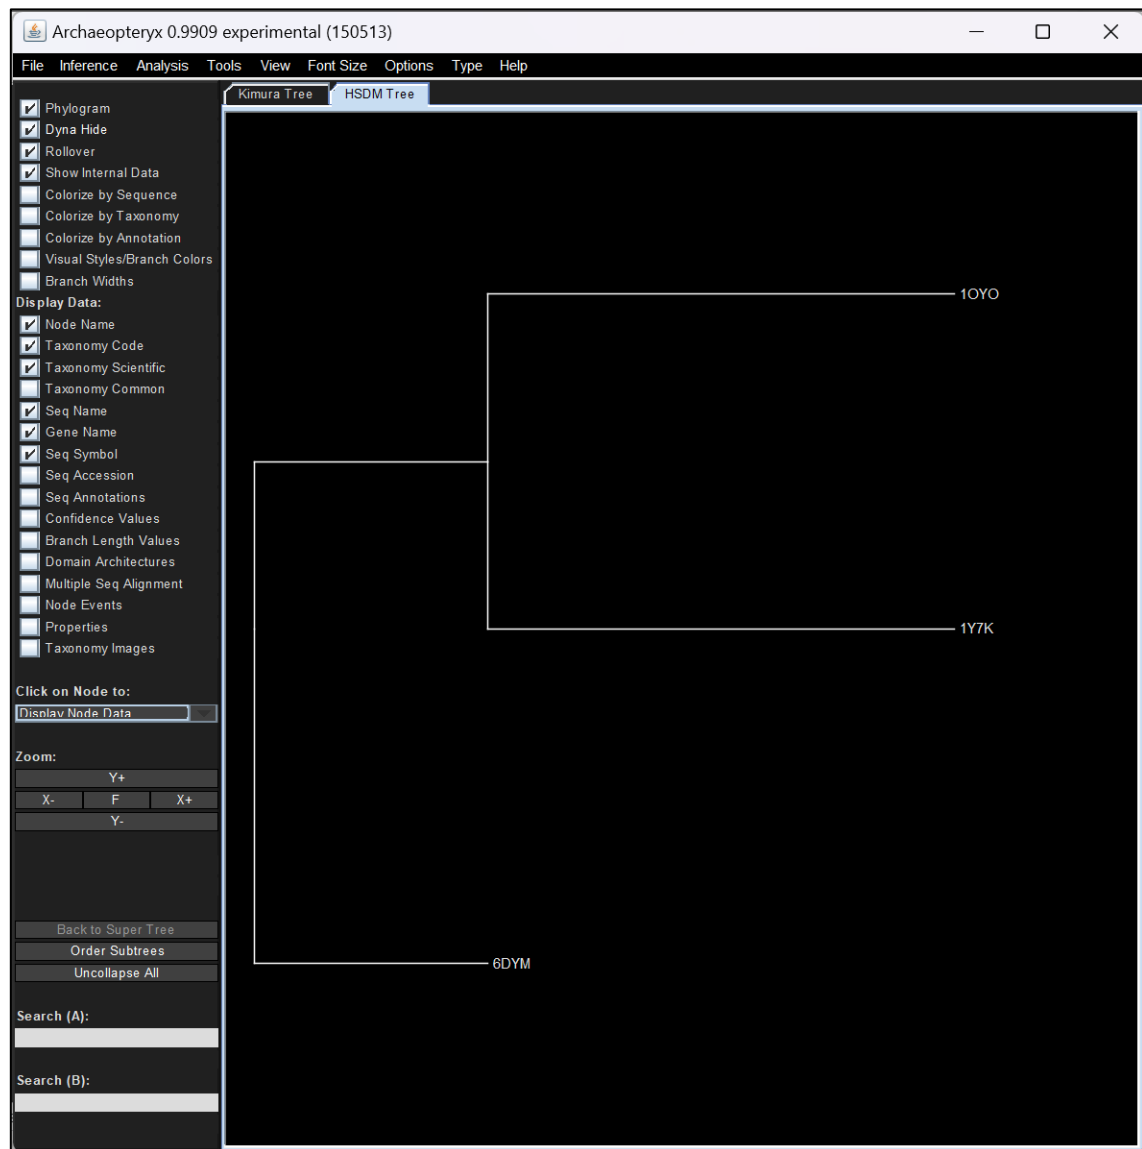 Archaeopteryx 0.9909 experimental (150513)
File Inference Analysis Tools View Font Size Options Type Help
Kimura Tree HSDM Tree
Phylogram
Dyna Hide
Rollover
Show Internal Data
Colorize by Sequence
Colorize by Taxonomy
Colorize by Annotation
Visual Styles/Branch Colors
Branch Widths
Display Data:
Node Name
Taxonomy Code
Taxonomy Scientific
Taxonomy Common
Seq Name
Gene Name
Seq Symbol
Seq Accession
Seq Annotations
Confidence Values
Branch Length Values
Domain Architectures
Multiple Seq Alignment
Node Events
Properties
Taxonomy Images
Click on Node to:
Display Node Data
Zoom:
Y+
X- F X+
Y-
Back to Super Tree
Order Subtrees
Uncollapse All
Search (A):
Search (B):
1OYO
1Y7K
6DYM